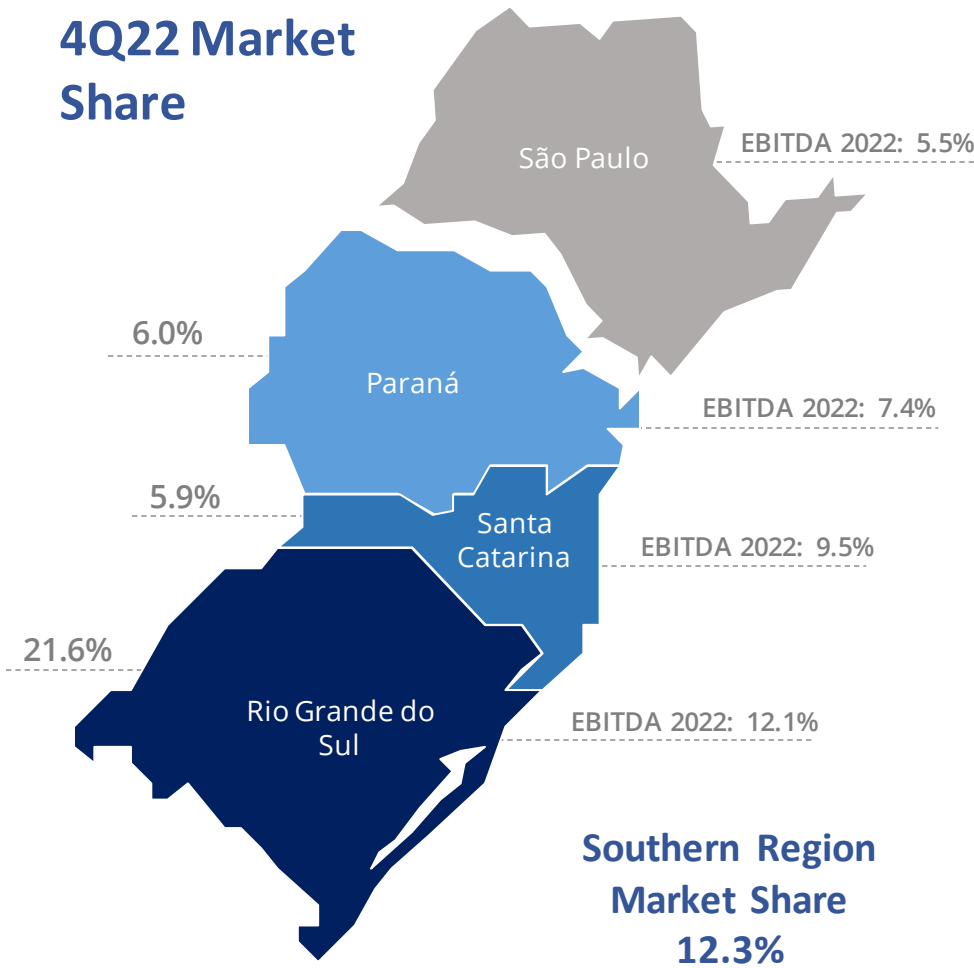 4Q22 Market
Share
São Paulo
EBITDA 2022: 5.5%
6.0%
Paraná
EBITDA 2022: 7.4%
5.9%
Santa
Catarina
EBITDA 2022: 9.5%
21.6%
Rio Grande do
Sul
EBITDA 2022: 12.1%
Southern Region
Market Share
12.3%